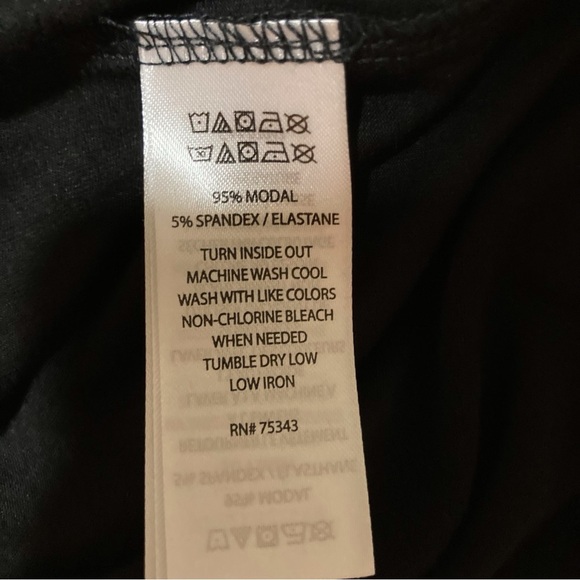 30
95% MODAL
5% SPANDEX / ELASTANE
TURN INSIDE OUT
MACHINE WASH COOL
WASH WITH LIKE COLORS
NON-CHLORINE BLEACH
WHEN NEEDED
TUMBLE DRY LOW
LOW IRON
RN# 75343